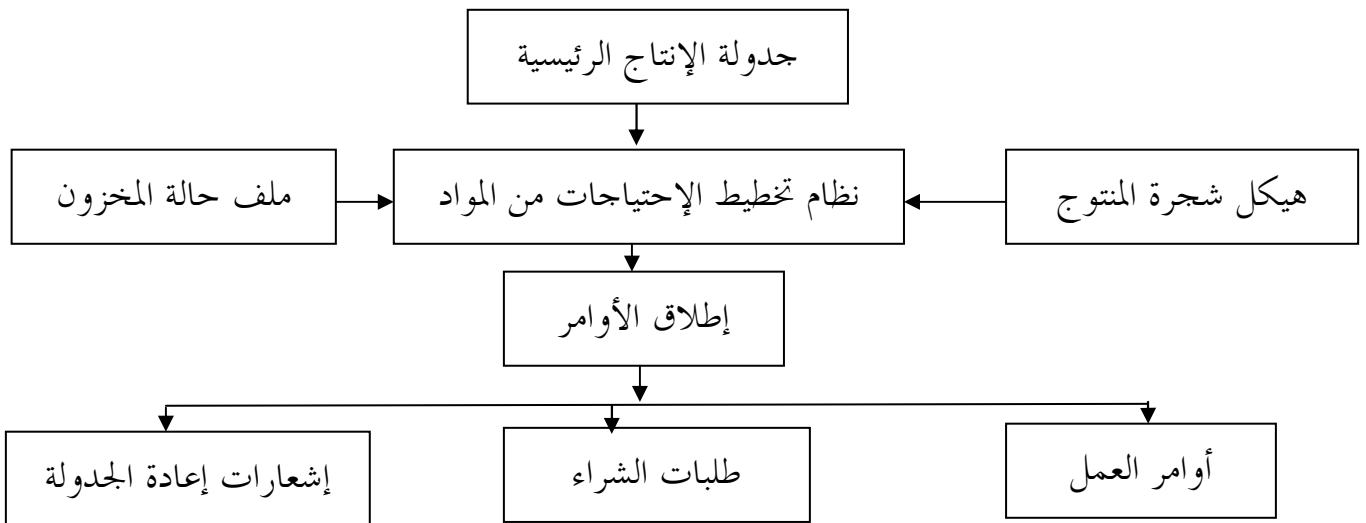 جدولة الإنتاج الرئيسية
هيكل شجرة المنتوج
نظام تخطيط الإحتياجات من المواد
ملف حالة المخزون
إطلاق الأوامر
أوامر العمل
طلبات الشراء
إشعارات إعادة الجدولة